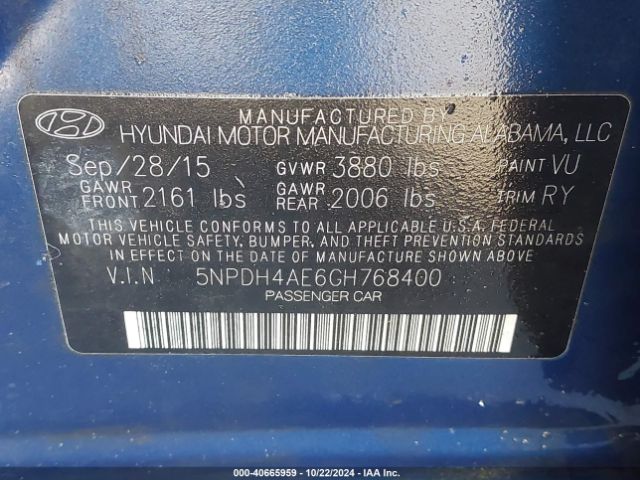 MANUFACTURED BY
HYUNDAI MOTOR MANUFACTURING ALABAMA, LLC
Sep/28/15 GVWR 3880 lbs PAINT VU
GAWR FRONT 2161 lbs GAWR REAR 2006 lbs TRIM RY
THIS VEHICLE CONFORMS TO ALL APPLICABLE U.S.A. FEDERAL
MOTOR VEHICLE SAFETY, BUMPER, AND THEFT PREVENTION
STANDARDS IN EFFECT ON THE DATE OF MANUFACTURE SHOWN ABOVE.
V.I.N 5NPDH4AE6GH768400
PASSENGER CAR
000-40665959 - 10/22/2024 - IAA Inc.